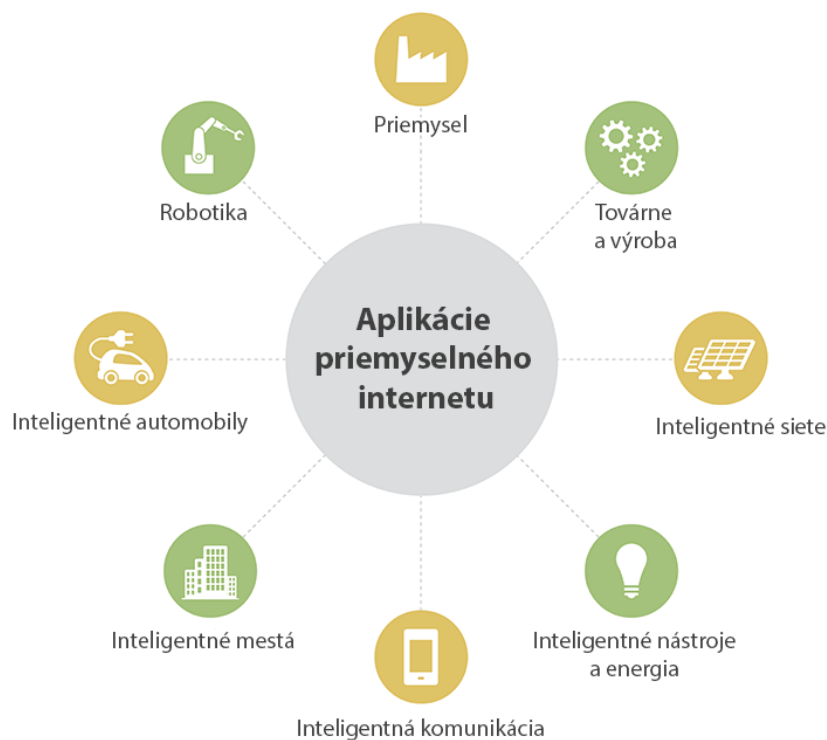 Priemysel
Robotika
Továrne
a výroba
Aplikácie
priemyselného
internetu
Inteligentné automobily
Inteligentné siete
Inteligentné mestá
Inteligentné nástroje
a energia
Inteligentná komunikácia